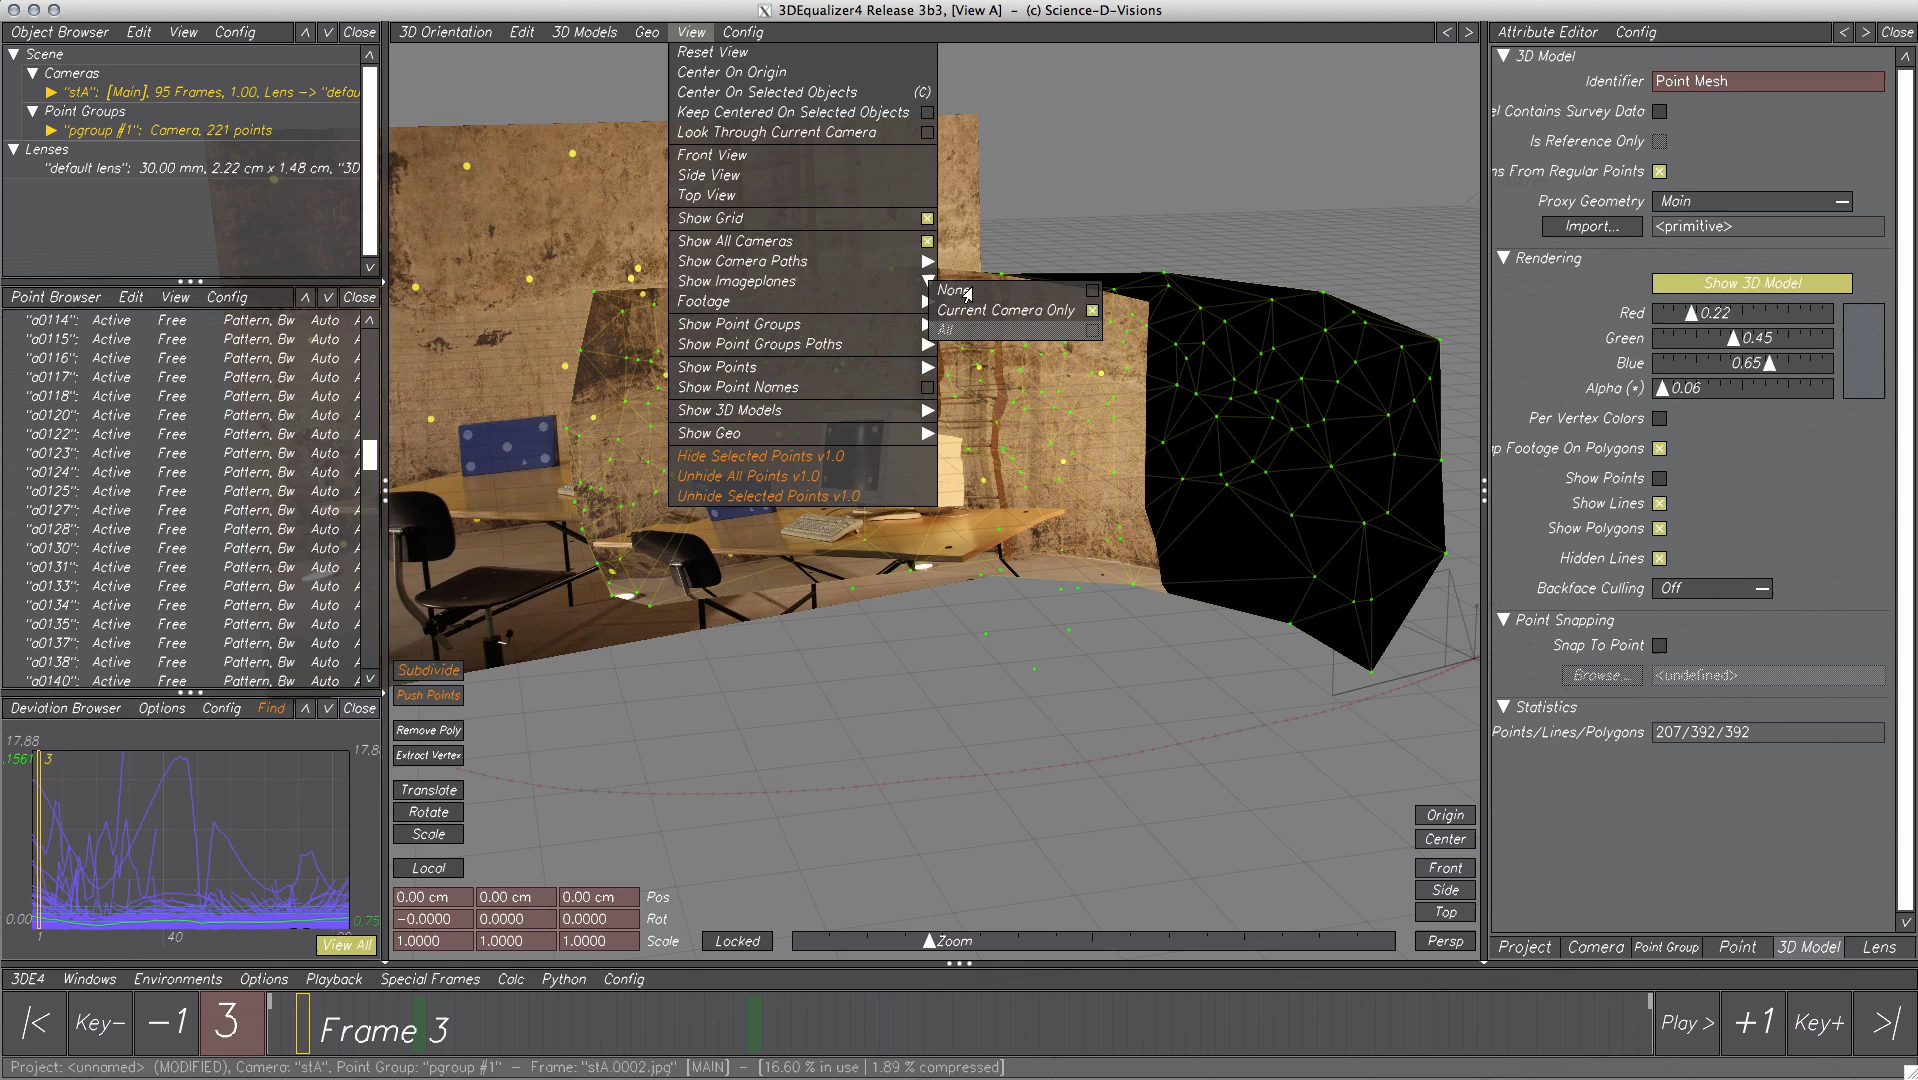 3DEqualizer4 Release 3b3, [View A] – (c) Science-D-Visions
Object Browser Edit View Config Close
Scene
Cameras
"stA": [Main], 95 Frames, 1.00, Lens -> "defau
Point Groups
"pgroup #1": Camera, 221 points
Lenses
"default lens": 30.00 mm, 2.22 cm x 1.48 cm, "3D
Point Browser Edit View Config Close
"a0114": Active Free Pattern, Bw Auto
"a0115": Active Free Pattern, Bw Auto
"a0116": Active Free Pattern, Bw Auto
"a0117": Active Free Pattern, Bw Auto
"a0118": Active Free Pattern, Bw Auto
"a0120": Active Free Pattern, Bw Auto
"a0122": Active Free Pattern, Bw Auto
"a0123": Active Free Pattern, Bw Auto
"a0124": Active Free Pattern, Bw Auto
"a0125": Active Free Pattern, Bw Auto
"a0127": Active Free Pattern, Bw Auto
"a0128": Active Free Pattern, Bw Auto
"a0130": Active Free Pattern, Bw Auto
"a0131": Active Free Pattern, Bw Auto
"a0133": Active Free Pattern, Bw Auto
"a0134": Active Free Pattern, Bw Auto
"a0135": Active Free Pattern, Bw Auto
"a0137": Active Free Pattern, Bw Auto
"a0138": Active Free Pattern, Bw Auto
"a0140": Active Free Pattern, Bw Auto
Deviation Browser Options Config Find Close
17.88 17.8
.1561 3
0.00 0.75
1 40
View All
3D Orientation Edit 3D Models Geo View Config < >
Reset View
Center On Origin
Center On Selected Objects (C)
Keep Centered On Selected Objects
Look Through Current Camera
Front View
Side View
Top View
Show Grid
Show All Cameras
Show Camera Paths
Show Imageplanes
Footage
Show Point Groups
Show Point Groups Paths
Show Points
Show Point Names
Show 3D Models
Show Geo
Hide Selected Points v1.0
Unhide All Points v1.0
Unhide Selected Points v1.0
None
Current Camera Only
All
Subdivide
Push Points
Remove Poly
Extract Vertex
Translate
Rotate
Scale
Local
0.00 cm 0.00 cm 0.00 cm Pos
-0.0000 0.0000 0.0000 Rot
1.0000 1.0000 1.0000 Scale
Locked
Zoom
Origin
Center
Front
Side
Top
Persp
Attribute Editor Config < > Close
3D Model
Identifier Point Mesh
el Contains Survey Data
Is Reference Only
ns From Regular Points
Proxy Geometry Main
Import... <primitive>
Rendering
Show 3D Model
Red 0.22
Green 0.45
Blue 0.65
Alpha (*) 0.06
Per Vertex Colors
ap Footage On Polygons
Show Points
Show Lines
Show Polygons
Hidden Lines
Backface Culling Off
Point Snapping
Snap To Point
Browse... <undefined>
Statistics
Points/Lines/Polygons 207/392/392
Project Camera Point Group Point 3D Model Lens
3DE4 Windows Environments Options Playback Special Frames Calc Python Config
|< Key- -1 3 Frame 3 Play > +1 Key+ >|
Project: <unnamed> (MODIFIED), Camera: "stA", Point Group: "pgroup #1" – Frame: "stA.0002.jpg" [MAIN] – [16.60 % in use | 1.89 % compressed]